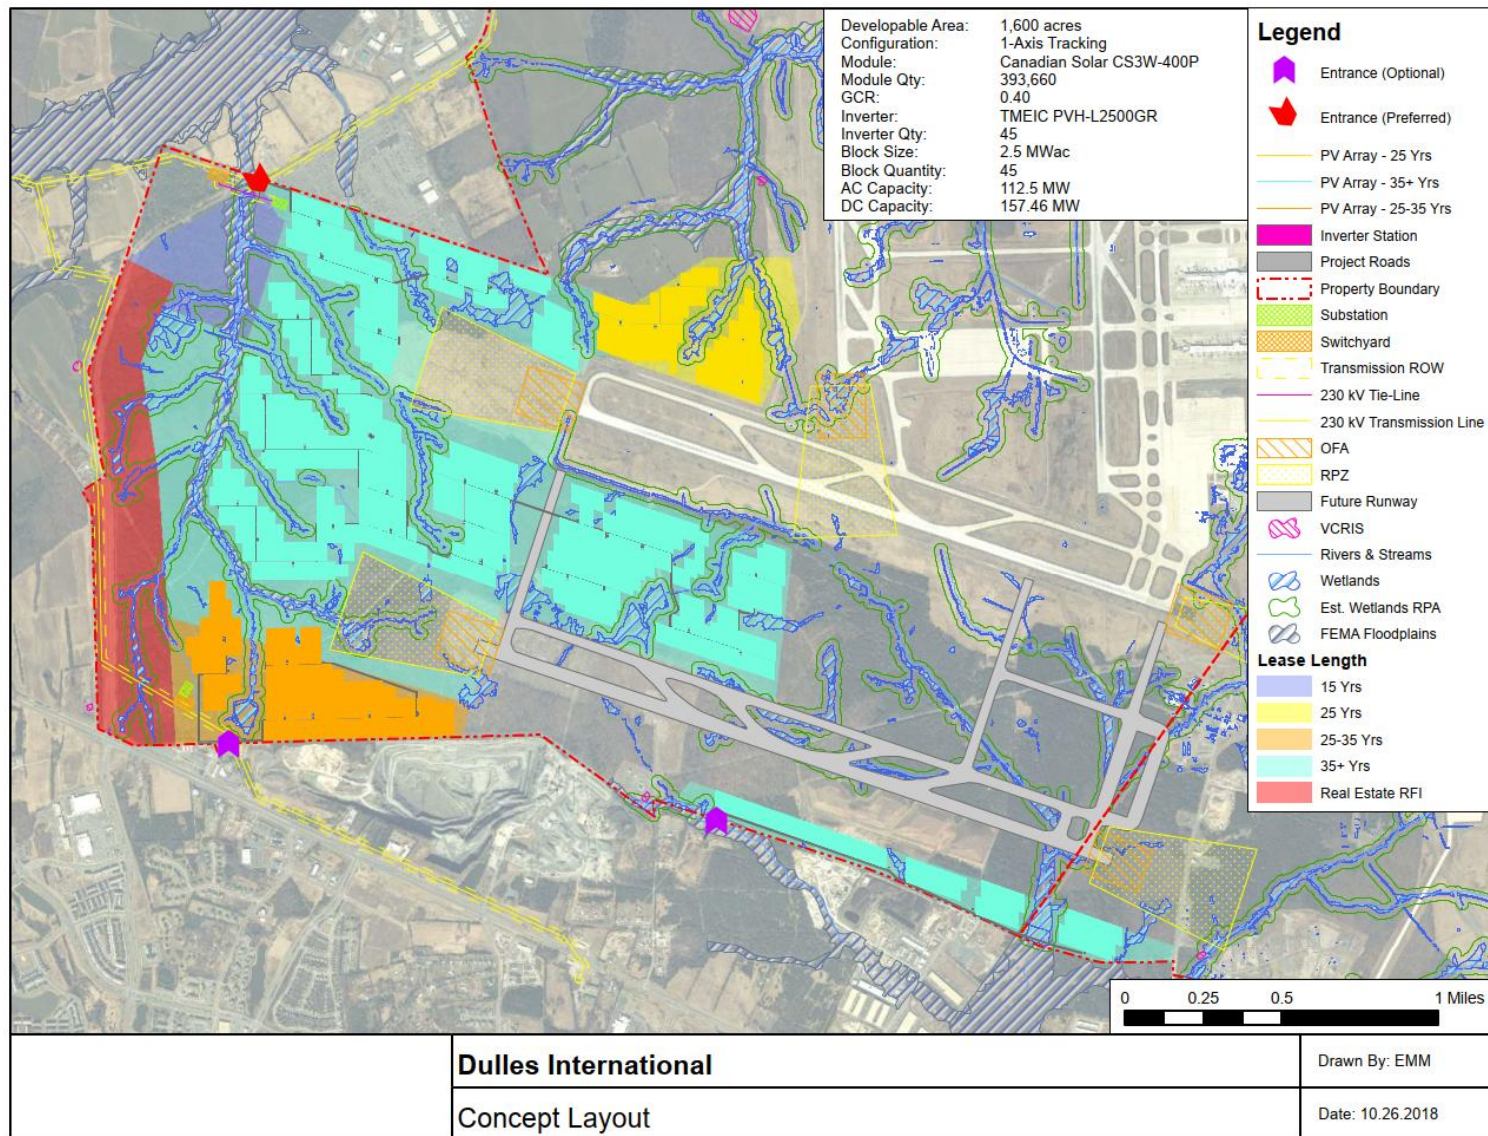 Developable Area: 1,600 acres
Configuration: 1-Axis Tracking
Module: Canadian Solar CS3W-400P
Module Qty: 393,660
GCR: 0.40
Inverter: TMEIC PVH-L2500GR
Inverter Qty: 45
Block Size: 2.5 MWac
Block Quantity: 45
AC Capacity: 112.5 MW
DC Capacity: 157.46 MW
Legend
Entrance (Optional)
Entrance (Preferred)
PV Array - 25 Yrs
PV Array - 35+ Yrs
PV Array - 25-35 Yrs
Inverter Station
Project Roads
Property Boundary
Substation
Switchyard
Transmission ROW
230 kV Tie-Line
230 kV Transmission Line
OFA
RPZ
Future Runway
VCRIS
Rivers & Streams
Wetlands
Est. Wetlands RPA
FEMA Floodplains
Lease Length
15 Yrs
25 Yrs
25-35 Yrs
35+ Yrs
Real Estate RFI
0 0.25 0.5 1 Miles
Dulles International
Drawn By: EMM
Concept Layout
Date: 10.26.2018